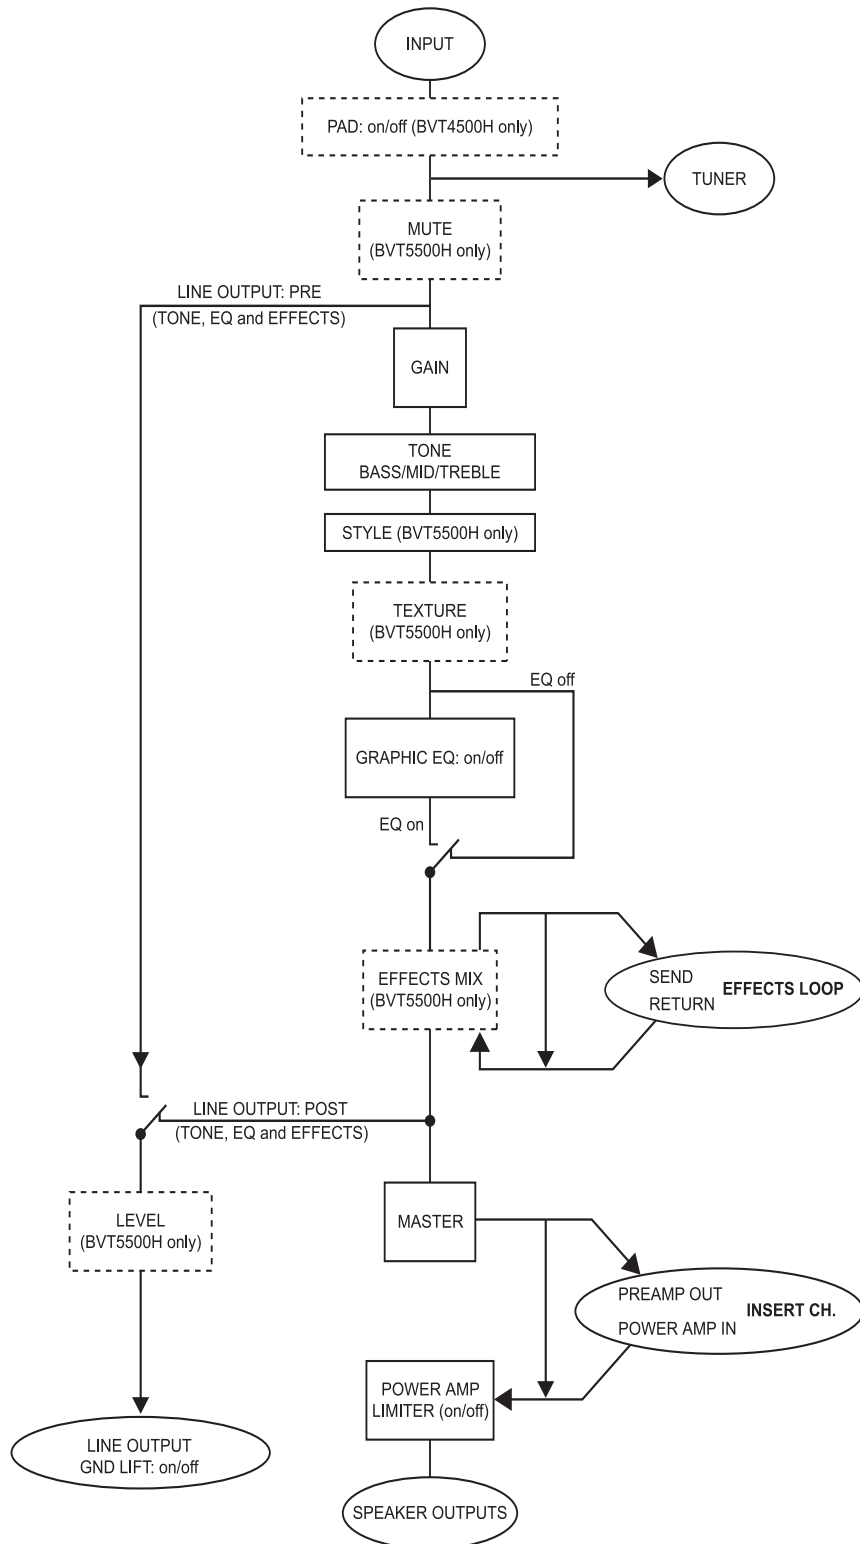 INPUT
PAD: on/off (BVT4500H only)
TUNER
MUTE
(BVT5500H only)
LINE OUTPUT: PRE
(TONE, EQ and EFFECTS)
GAIN
TONE
BASS/MID/TREBLE
STYLE (BVT5500H only)
TEXTURE
(BVT5500H only)
EQ off
GRAPHIC EQ: on/off
EQ on
EFFECTS MIX
(BVT5500H only)
SEND
RETURN
EFFECTS LOOP
LINE OUTPUT: POST
(TONE, EQ and EFFECTS)
LEVEL
(BVT5500H only)
MASTER
PREAMP OUT
POWER AMP IN
INSERT CH.
POWER AMP
LIMITER (on/off)
LINE OUTPUT
GND LIFT: on/off
SPEAKER OUTPUTS